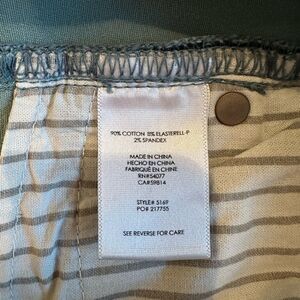 90% COTTON 8% ELASTERELL-P
2% SPANDEX
MADE IN CHINA
HECHO EN CHINA
FABRIQUÉ EN CHINE
RN#54077
CA#59814
STYLE# 5169
PO# 217755
SEE REVERSE FOR CARE